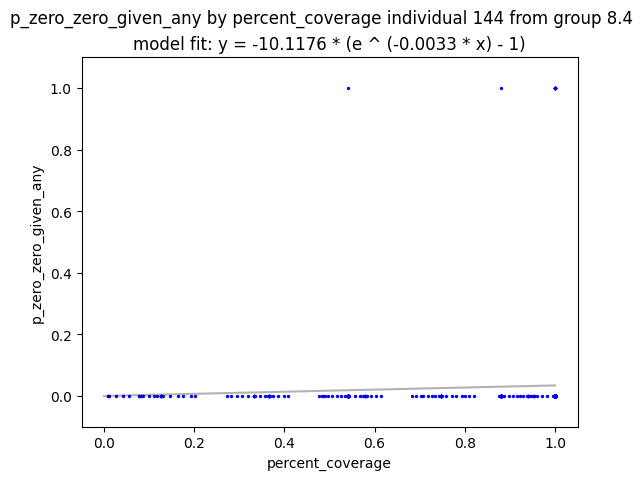 p_zero_zero_given_any by percent_coverage individual 144 from group 8.4
model fit: y = -10.1176 * (e ^ (-0.0033 * x) - 1)
1.0
0.8
0.6
0.4
0.2
0.0
p_zero_zero_given_any
0.0 0.2 0.4 0.6 0.8 1.0
percent_coverage